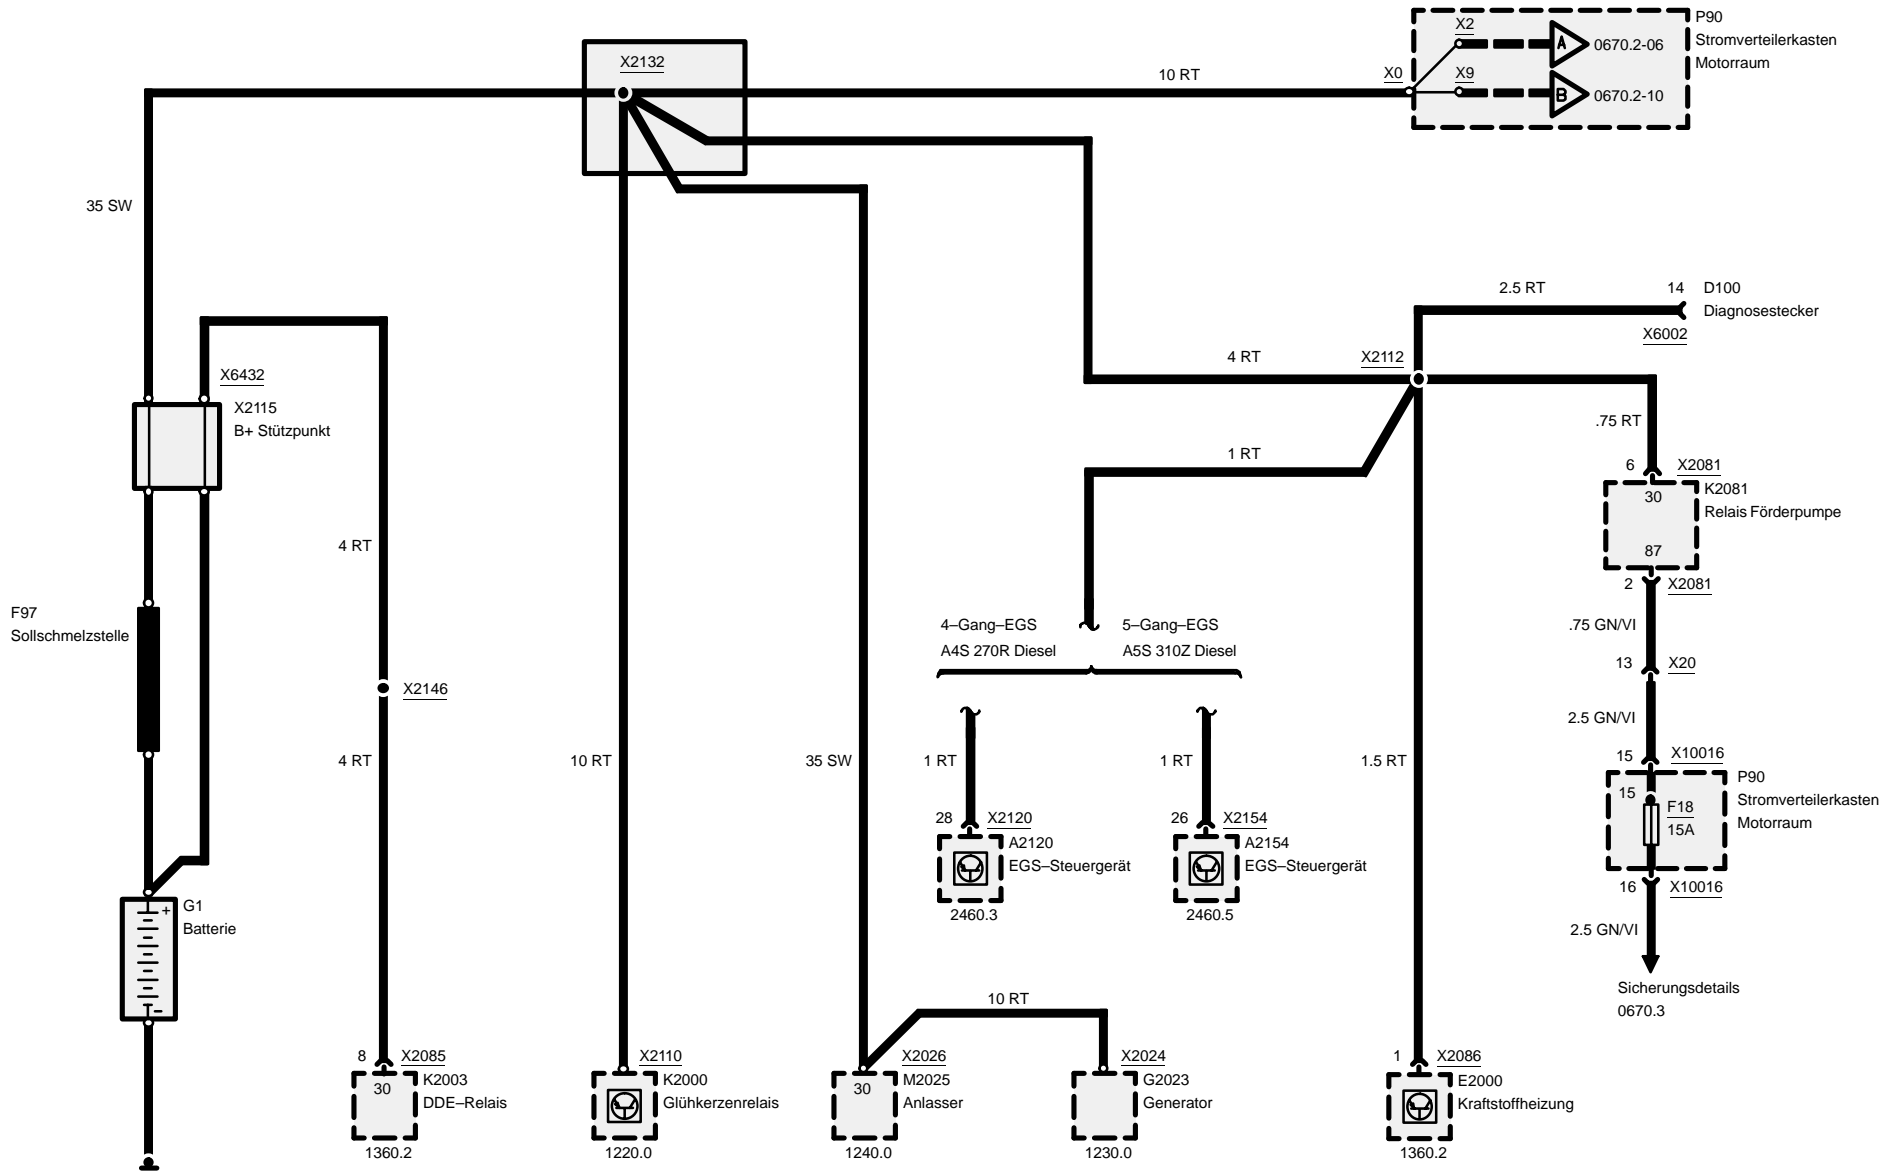 P90
X2
Stromverteilerkasten
Motorraum
A
0670.2-06
X2132
10 RT
X0
X9
B
0670.2-10
35 SW
2.5 RT
14
D100
Diagnosestecker
X6002
4 RT
X2112
X6432
X2115
B+ Stützpunkt
.75 RT
1 RT
6
X2081
30
K2081
Relais Förderpumpe
4 RT
87
2
X2081
F97
Sollschmelzstelle
4–Gang–EGS
A4S 270R Diesel
5–Gang–EGS
A5S 310Z Diesel
.75 GN/VI
13
X20
X2146
2.5 GN/VI
4 RT
10 RT
35 SW
1 RT
1 RT
1.5 RT
15
X10016
P90
Stromverteilerkasten
Motorraum
15
F18
15A
28
X2120
A2120
EGS–Steuergerät
2460.3
26
X2154
A2154
EGS–Steuergerät
2460.5
16
X10016
+
G1
Batterie
-
2.5 GN/VI
Sicherungsdetails
0670.3
10 RT
8
X2085
30
K2003
DDE–Relais
1360.2
X2110
K2000
Glühkerzenrelais
1220.0
X2026
30
M2025
Anlasser
1240.0
X2024
G2023
Generator
1230.0
1
X2086
E2000
Kraftstoffheizung
1360.2